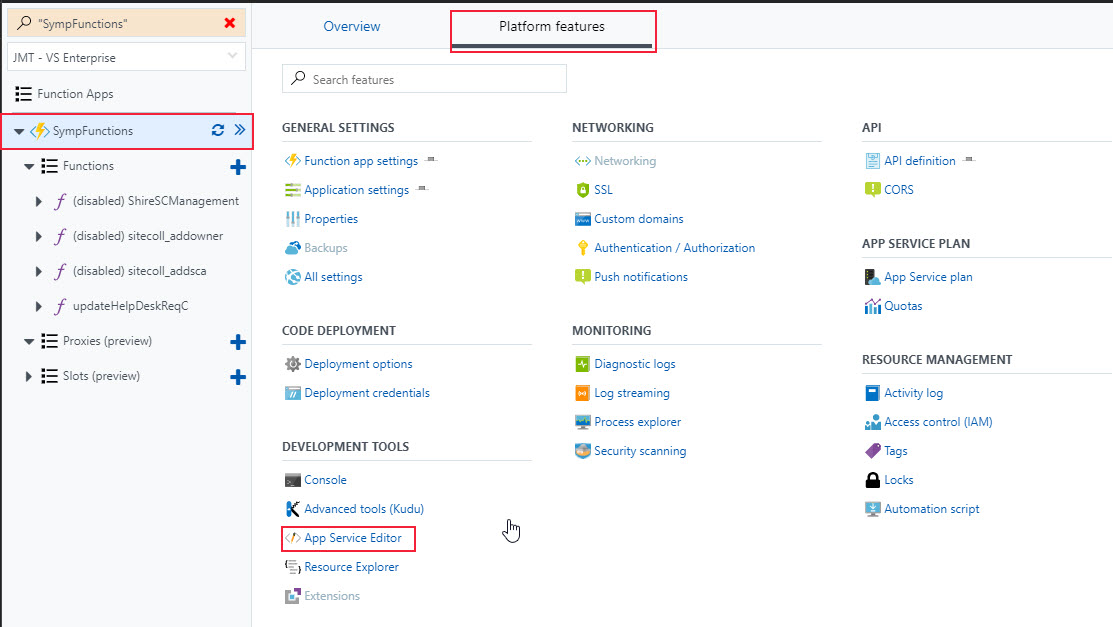 "SympFunctions"
JMT - VS Enterprise
Function Apps
SympFunctions
Functions
(disabled) ShireSCManagement
(disabled) sitecoll_addowner
(disabled) sitecoll_addsca
updateHelpDeskReqC
Proxies (preview)
Slots (preview)
Overview
Platform features
Search features
GENERAL SETTINGS
Function app settings
Application settings
Properties
Backups
All settings
CODE DEPLOYMENT
Deployment options
Deployment credentials
DEVELOPMENT TOOLS
Console
Advanced tools (Kudu)
App Service Editor
Resource Explorer
Extensions
NETWORKING
Networking
SSL
Custom domains
Authentication / Authorization
Push notifications
MONITORING
Diagnostic logs
Log streaming
Process explorer
Security scanning
API
API definition
CORS
APP SERVICE PLAN
App Service plan
Quotas
RESOURCE MANAGEMENT
Activity log
Access control (IAM)
Tags
Locks
Automation script